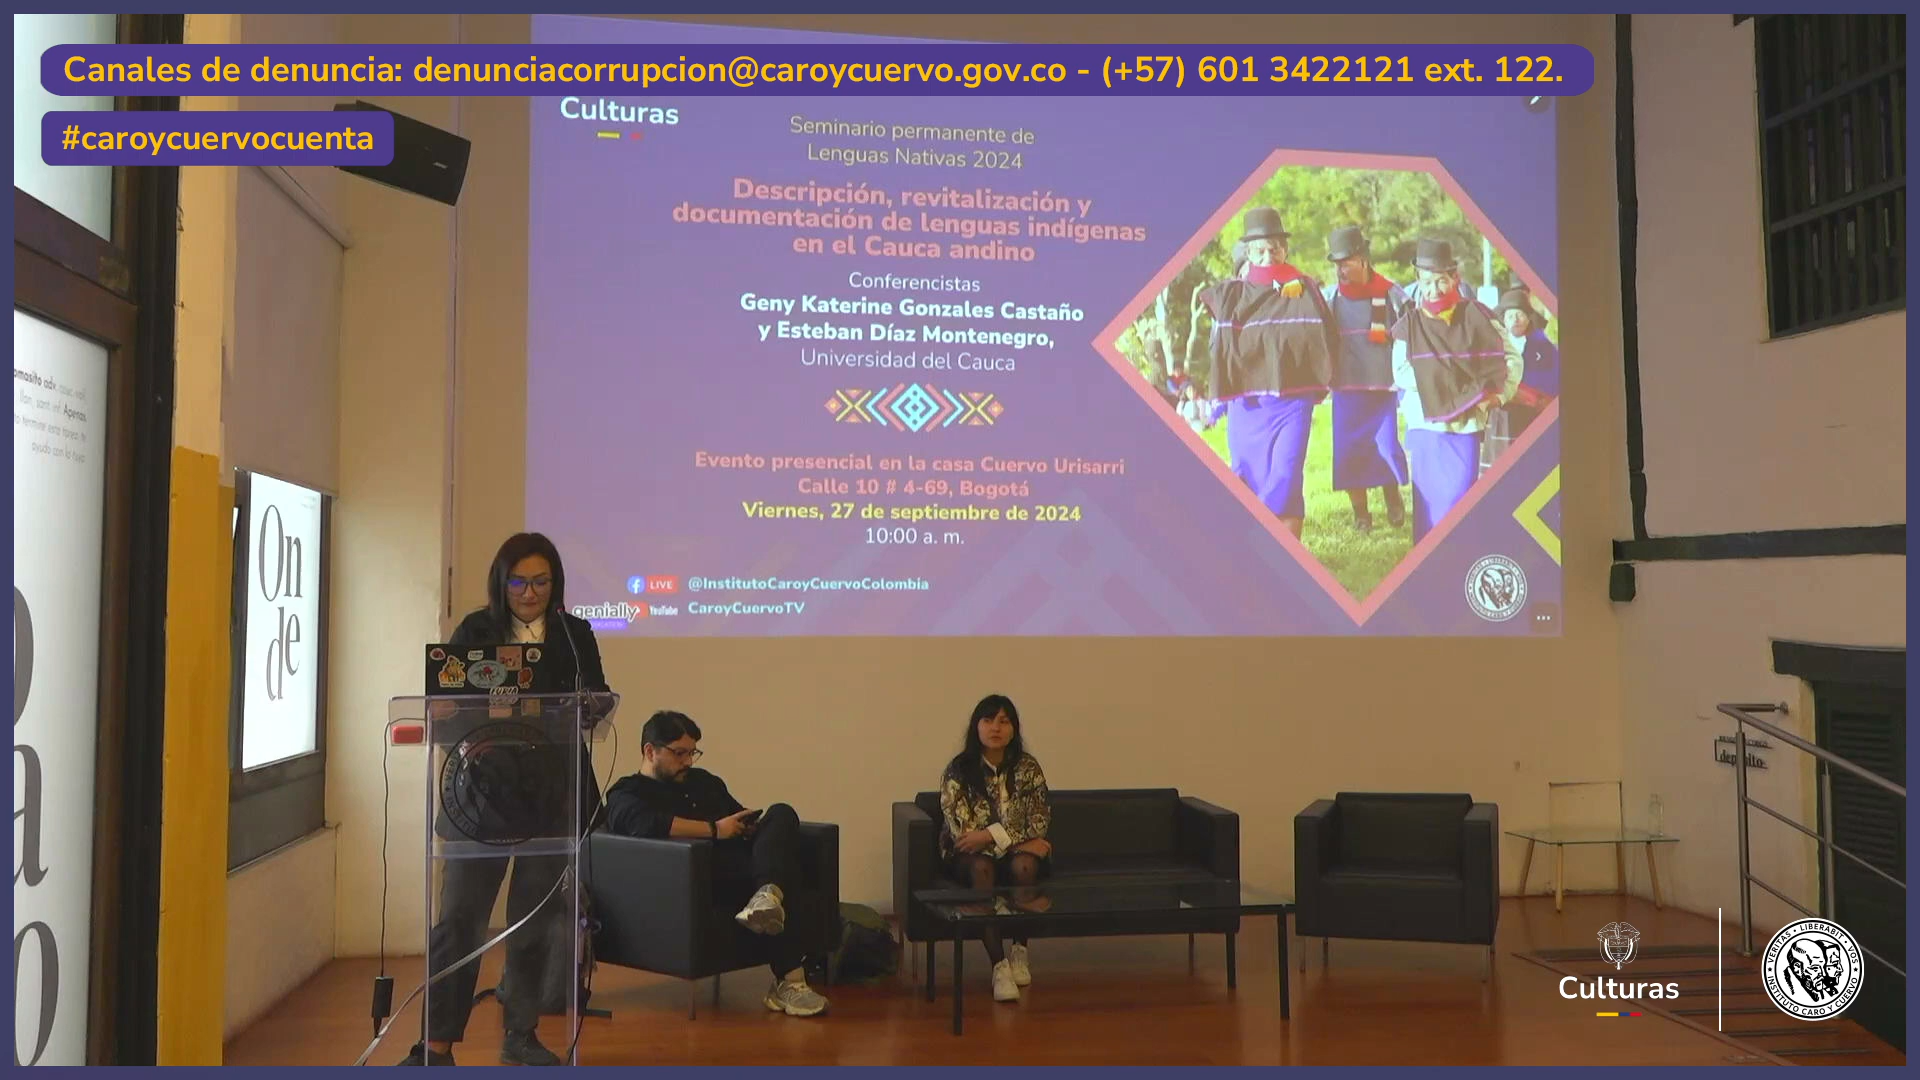 Canales de denuncia: denunciacorrupcion@caroycuervo.gov.co - (+57) 601 3422121 ext. 122.
#caroycuervocuenta
Culturas
Seminario permanente de
Lenguas Nativas 2024
Descripción, revitalización y
documentación de lenguas indígenas
en el Cauca andino
Conferencistas
Geny Katerine Gonzales Castaño
y Esteban Díaz Montenegro,
Universidad del Cauca
Evento presencial en la casa Cuervo Urisarri
Calle 10 # 4-69, Bogotá
Viernes, 27 de septiembre de 2024
10:00 a. m.
LIVE @InstitutoCaroyCuervoColombia
genially YouTube CaroyCuervoTV
On
de
Apenas
Culturas
VERITAS • LIBERABIT • VOS
INSTITUTO CARO Y CUERVO